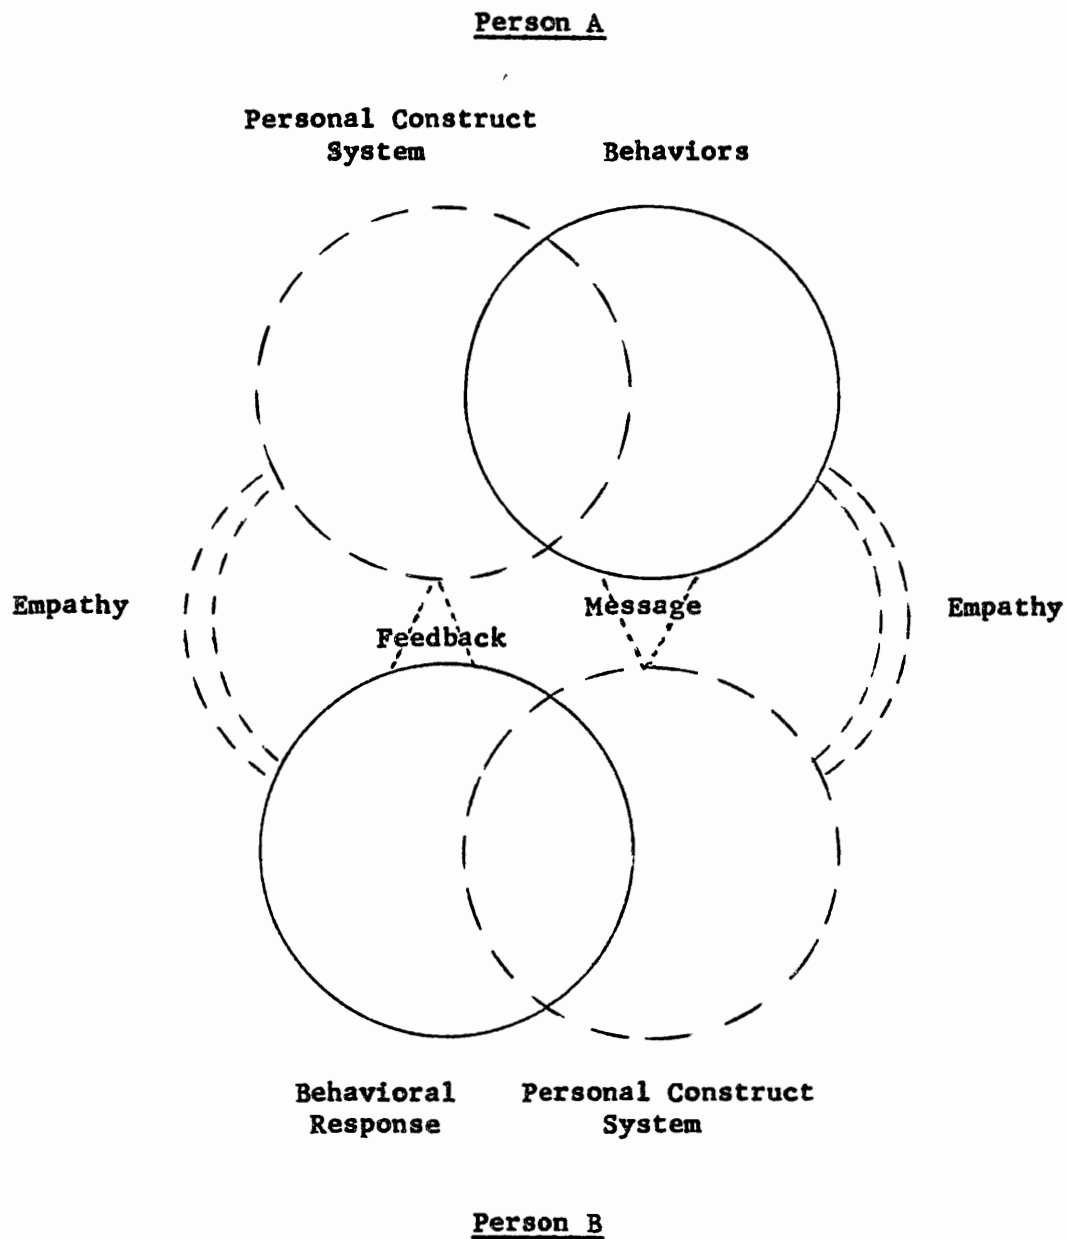 Person A
Personal Construct
System
Behaviors
Empathy
Message
Empathy
Feedback
Behavioral
Response
Personal Construct
System
Person B